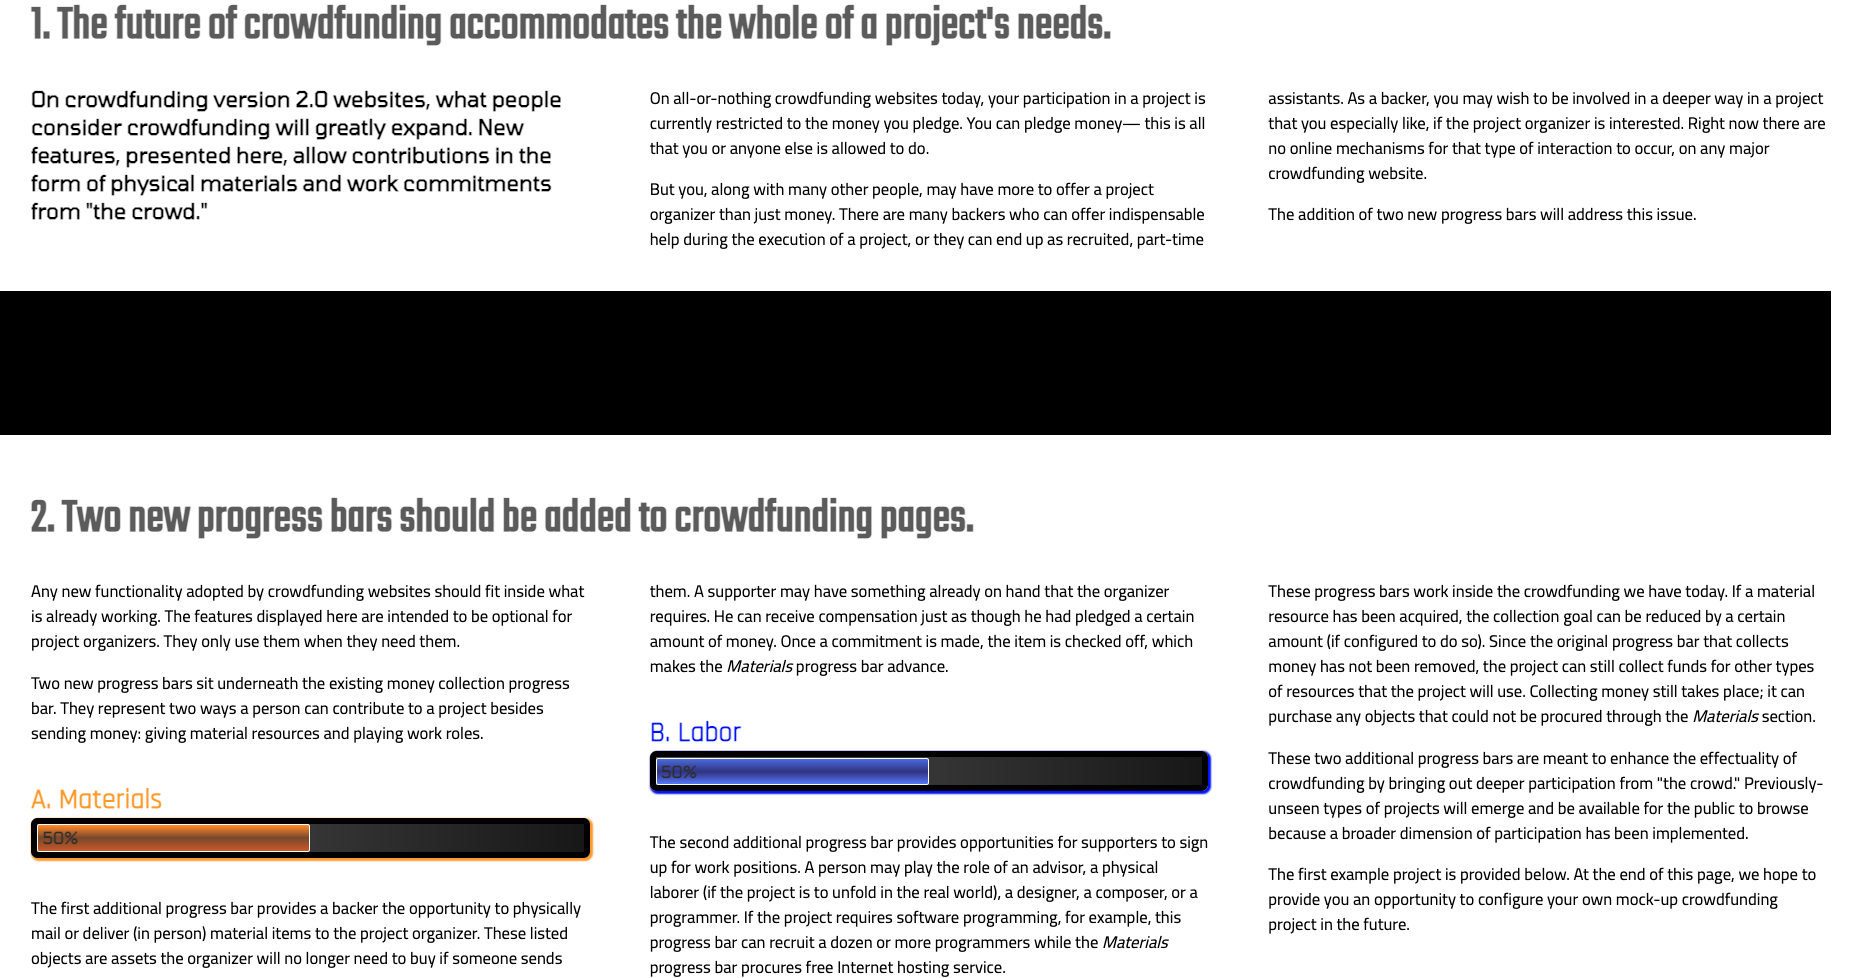 1. The future of crowdfunding accommodates the whole of a project's needs.
On crowdfunding version 2.0 websites, what people
consider crowdfunding will greatly expand. New
features, presented here, allow contributions in the
form of physical materials and work commitments
from "the crowd."
On all-or-nothing crowdfunding websites today, your participation in a project is
currently restricted to the money you pledge. You can pledge money— this is all
that you or anyone else is allowed to do.
But you, along with many other people, may have more to offer a project
organizer than just money. There are many backers who can offer indispensable
help during the execution of a project, or they can end up as recruited, part-time
assistants. As a backer, you may wish to be involved in a deeper way in a project
that you especially like, if the project organizer is interested. Right now there are
no online mechanisms for that type of interaction to occur, on any major
crowdfunding website.
The addition of two new progress bars will address this issue.
2. Two new progress bars should be added to crowdfunding pages.
Any new functionality adopted by crowdfunding websites should fit inside what
is already working. The features displayed here are intended to be optional for
project organizers. They only use them when they need them.
Two new progress bars sit underneath the existing money collection progress
bar. They represent two ways a person can contribute to a project besides
sending money: giving material resources and playing work roles.
A. Materials
50%
The first additional progress bar provides a backer the opportunity to physically
mail or deliver (in person) material items to the project organizer. These listed
objects are assets the organizer will no longer need to buy if someone sends
them. A supporter may have something already on hand that the organizer
requires. He can receive compensation just as though he had pledged a certain
amount of money. Once a commitment is made, the item is checked off, which
makes the Materials progress bar advance.
B. Labor
50%
The second additional progress bar provides opportunities for supporters to sign
up for work positions. A person may play the role of an advisor, a physical
laborer (if the project is to unfold in the real world), a designer, a composer, or a
programmer. If the project requires software programming, for example, this
progress bar can recruit a dozen or more programmers while the Materials
progress bar procures free Internet hosting service.
These progress bars work inside the crowdfunding we have today. If a material
resource has been acquired, the collection goal can be reduced by a certain
amount (if configured to do so). Since the original progress bar that collects
money has not been removed, the project can still collect funds for other types
of resources that the project will use. Collecting money still takes place; it can
purchase any objects that could not be procured through the Materials section.
These two additional progress bars are meant to enhance the effectuality of
crowdfunding by bringing out deeper participation from "the crowd." Previously-
unseen types of projects will emerge and be available for the public to browse
because a broader dimension of participation has been implemented.
The first example project is provided below. At the end of this page, we hope to
provide you an opportunity to configure your own mock-up crowdfunding
project in the future.